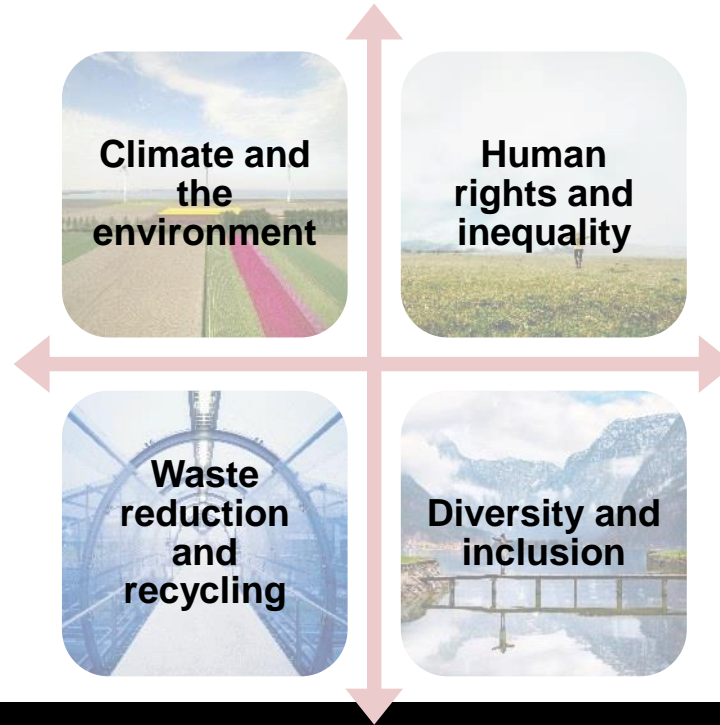 Climate and
the
environment
Human
rights and
inequality
Waste
reduction
and
recycling
Diversity and
inclusion